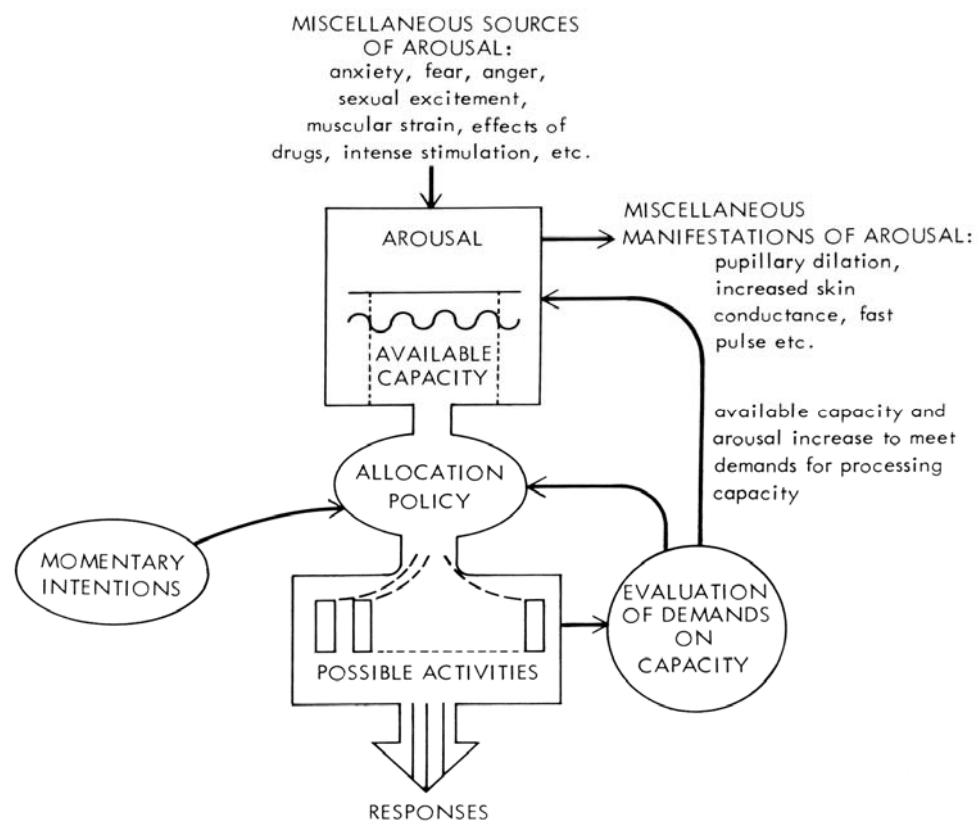 MISCELLANEOUS SOURCES
OF AROUSAL:
anxiety, fear, anger,
sexual excitement,
muscular strain, effects of
drugs, intense stimulation, etc.
AROUSAL
MISCELLANEOUS
MANIFESTATIONS OF AROUSAL:
pupillary dilation,
increased skin
conductance, fast
pulse etc.
AVAILABLE
CAPACITY
available capacity and
arousal increase to meet
demands for processing
capacity
ALLOCATION
POLICY
MOMENTARY
INTENTIONS
EVALUATION
OF DEMANDS
ON
CAPACITY
POSSIBLE ACTIVITIES
RESPONSES